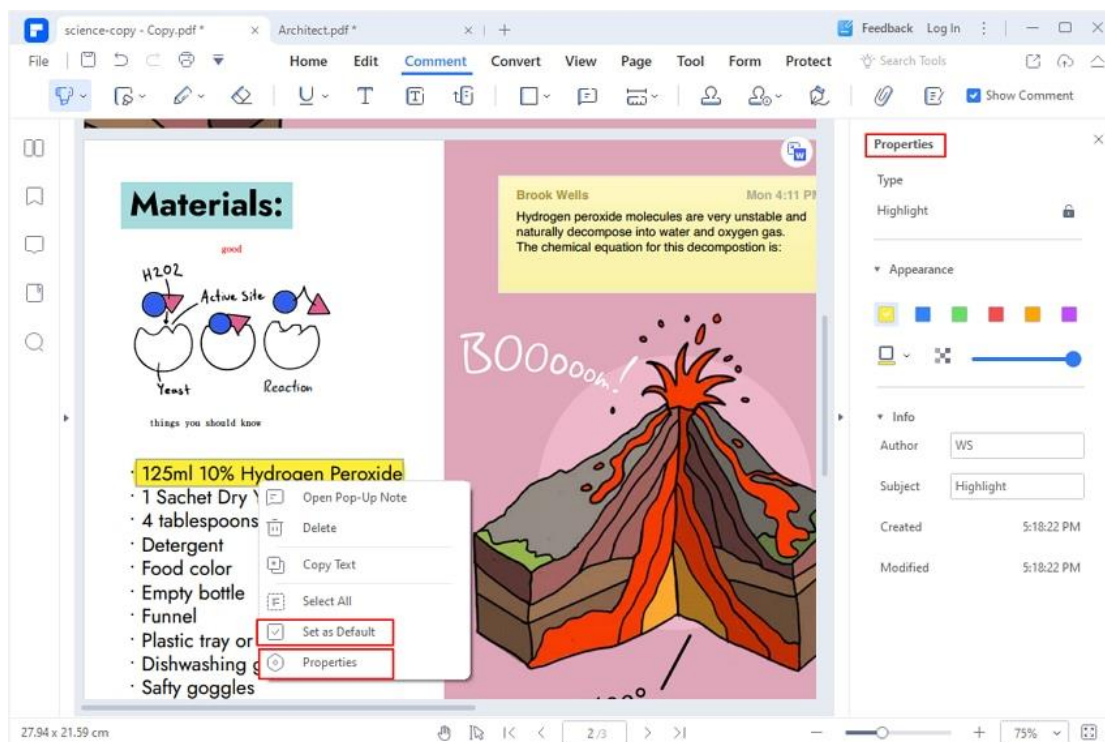 science-copy - Copy.pdf *
Architect.pdf *
Feedback
Log In
File
Home
Edit
Comment
Convert
View
Page
Tool
Form
Protect
Search Tools
Show Comment
Materials:
good
H2O2
Active Site
Yeast
Reaction
things you should know
· 125ml 10% Hydrogen Peroxide
· 1 Sachet Dry
· 4 tablespoons
· Detergent
· Food color
· Empty bottle
· Funnel
· Plastic tray or
· Dishwashing
· Safty goggles
Open Pop-Up Note
Delete
Copy Text
Select All
Set as Default
Properties
Brook Wells
Mon 4:11 PM
Hydrogen peroxide molecules are very unstable and
naturally decompose into water and oxygen gas.
The chemical equation for this decompostion is:
BOOooom!
Properties
Type
Highlight
Appearance
Info
Author
WS
Subject
Highlight
Created
5:18:22 PM
Modified
5:18:22 PM
27.94 x 21.59 cm
2 /3
75%